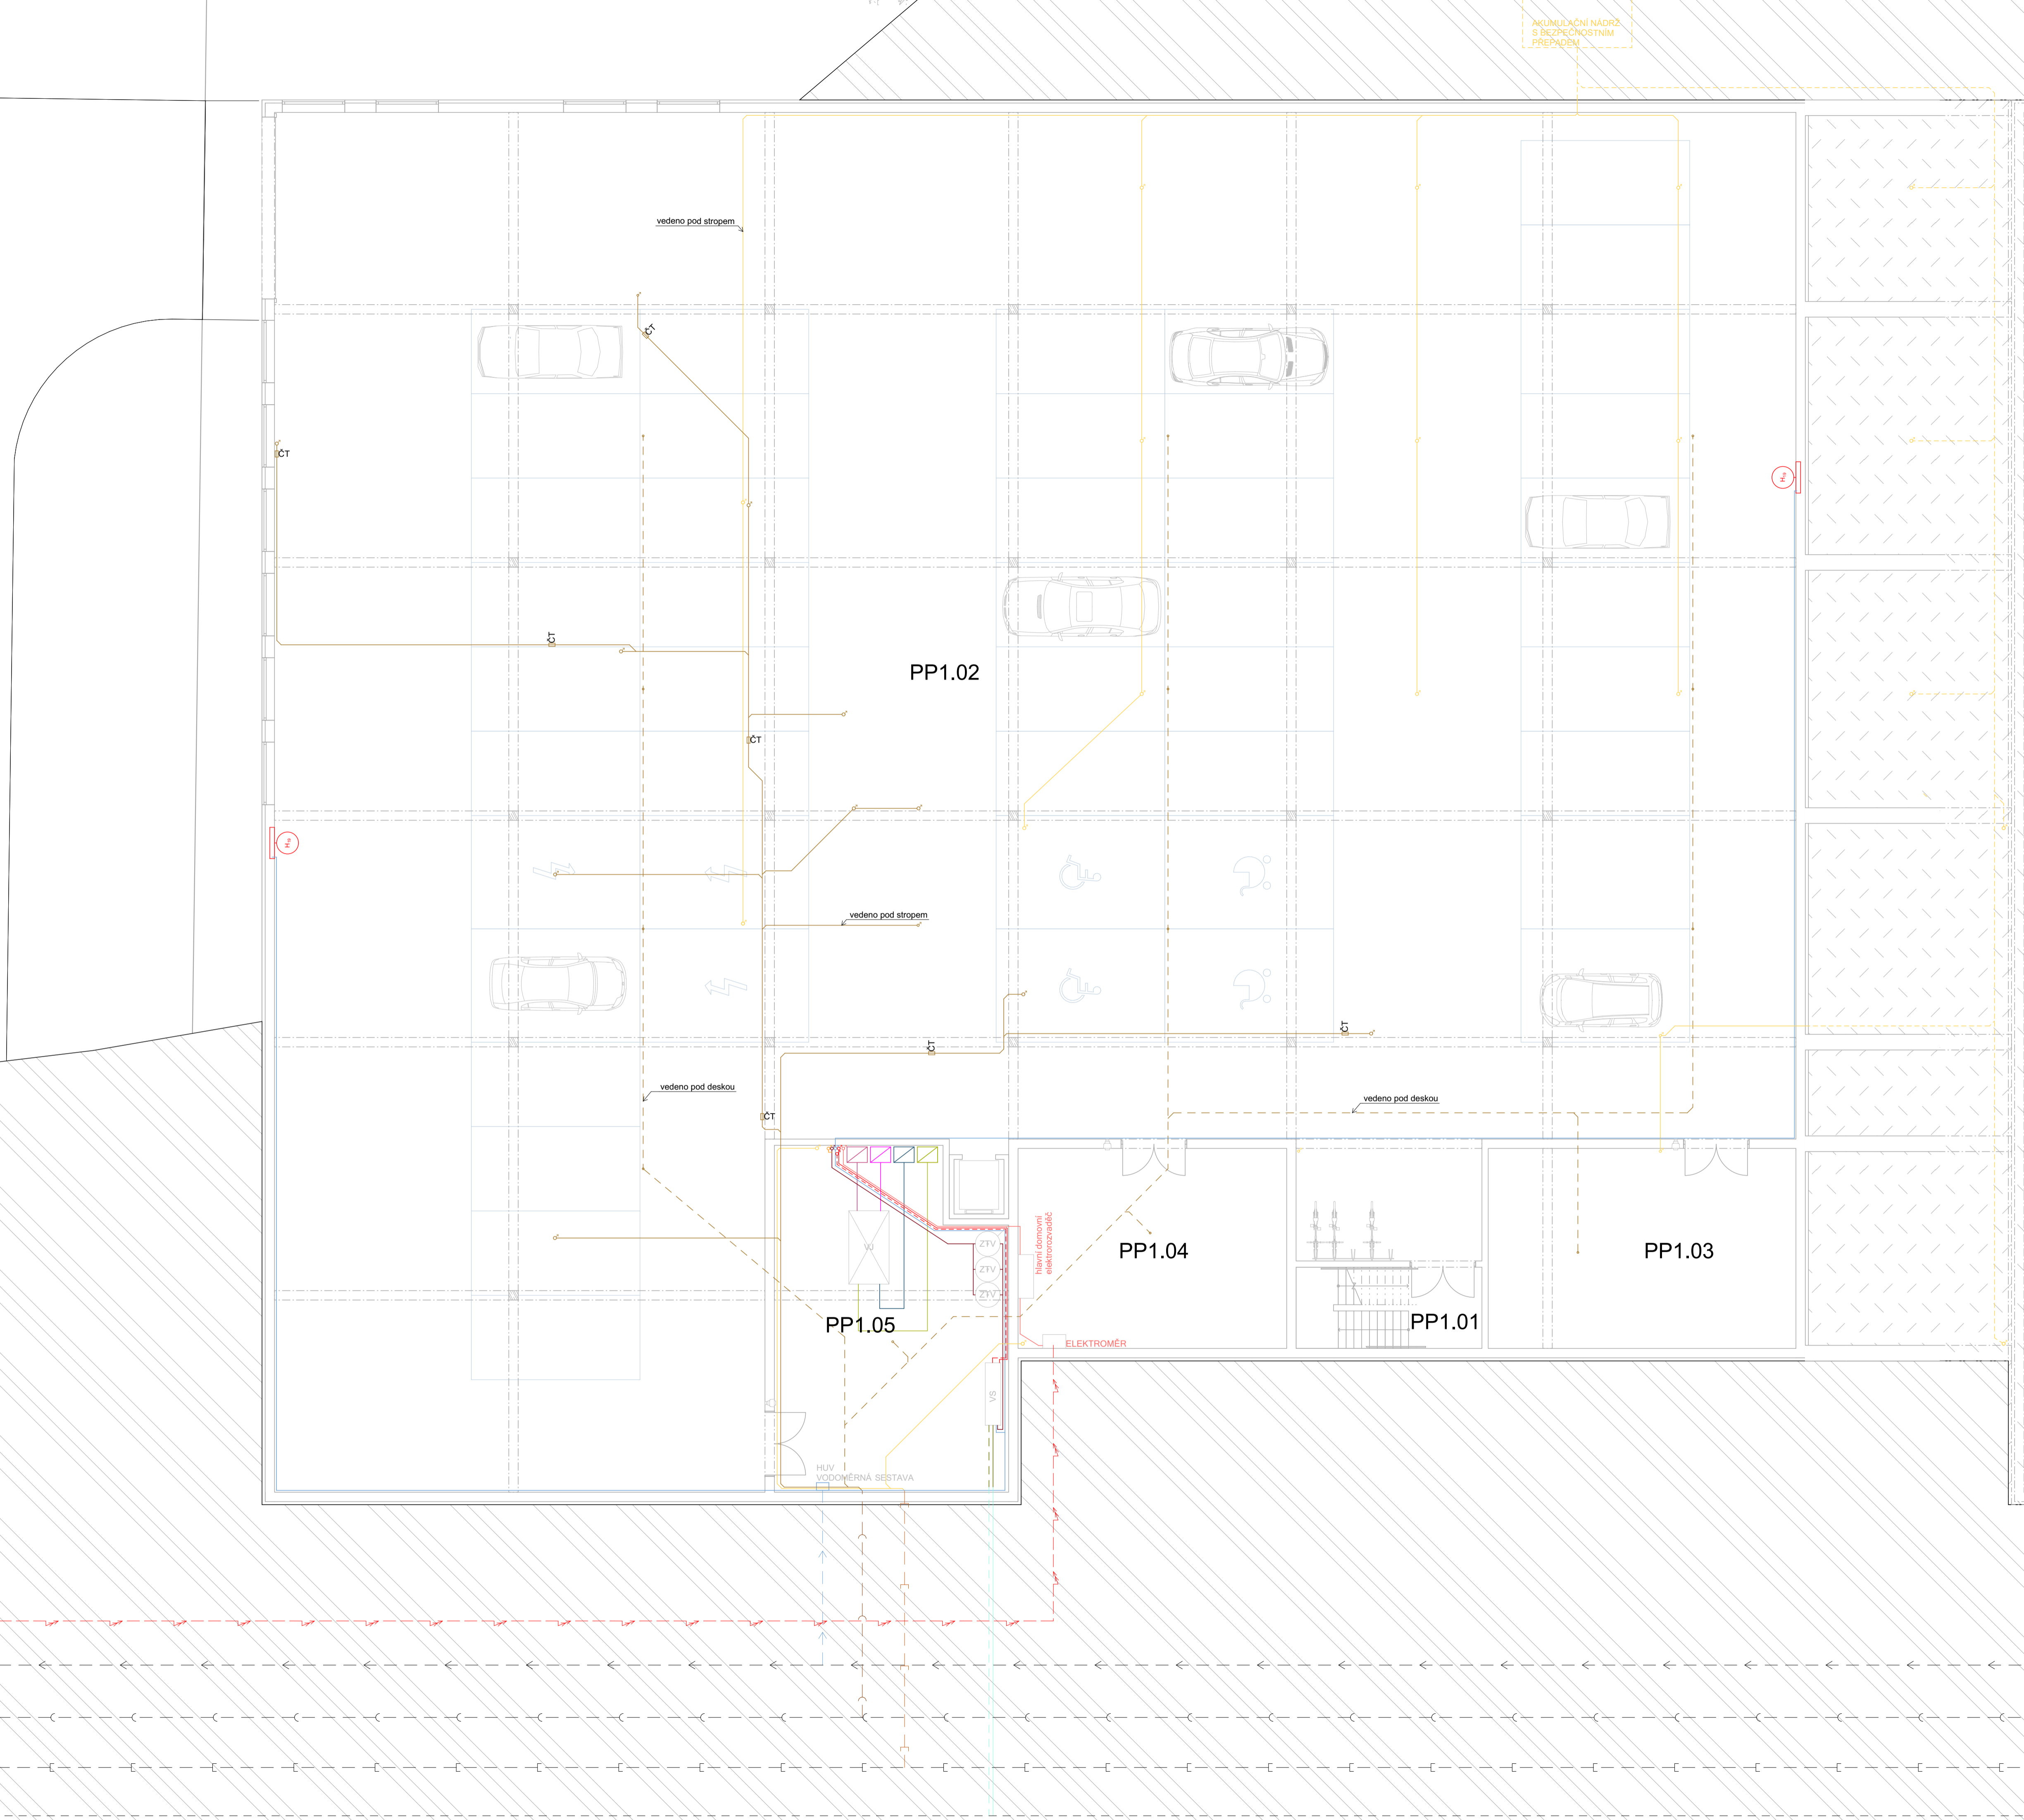 AKUMULAČNÍ NÁDRŽ
S BEZPEČNOSTNÍM
PŘEPADEM
vedeno pod stropem
ČT
ČT
H
ČT
PP1.02
ČT
H
vedeno pod stropem
ČT
ČT
vedeno pod deskou
vedeno pod deskou
ČT
hlavní domovní
elektrorozvaděč
VJ
ZTV
ZTV
ZTV
PP1.04
PP1.03
PP1.05
PP1.01
ELEKTROMĚR
VS
HUV
VODOMĚRNÁ SESTAVA